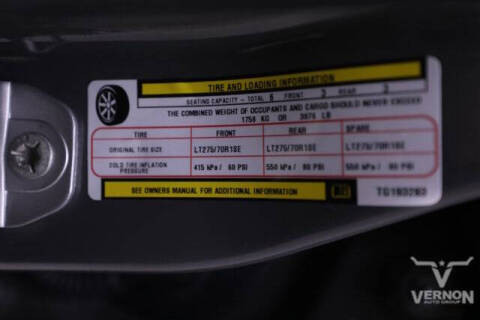 TIRE AND LOADING INFORMATION
SEATING CAPACITY - TOTAL 6 FRONT 3 REAR 3
THE COMBINED WEIGHT OF OCCUPANTS AND CARGO SHOULD NEVER EXCEED
1758 KG OR 3876 LB
TIRE FRONT REAR SPARE
ORIGINAL TIRE SIZE LT275/70R18E LT275/70R18E LT275/70R18E
COLD TIRE INFLATION PRESSURE 415 kPa / 60 PSI 550 kPa / 80 PSI 550 kPa / 80 PSI
SEE OWNERS MANUAL FOR ADDITIONAL INFORMATION
VERNON
AUTO GROUP